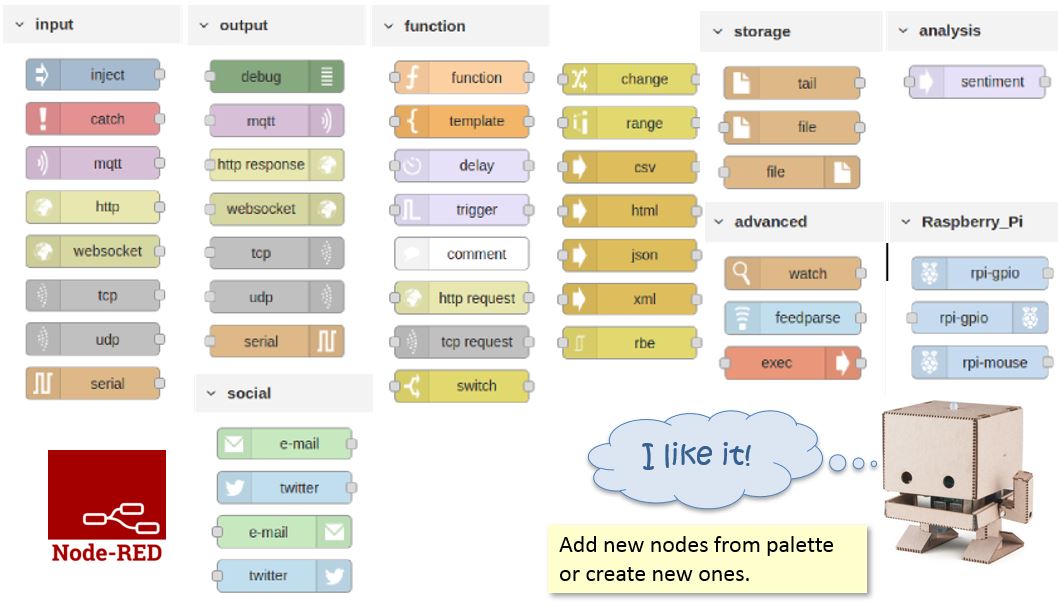 input
inject
catch
mqtt
http
websocket
tcp
udp
serial
output
debug
mqtt
http response
websocket
tcp
udp
serial
social
e-mail
twitter
e-mail
twitter
function
function
template
delay
trigger
comment
http request
tcp request
switch
change
range
csv
html
json
xml
rbe
storage
tail
file
file
advanced
watch
feedparse
exec
analysis
sentiment
Raspberry_Pi
rpi-gpio
rpi-gpio
rpi-mouse
Node-RED
I like it!
Add new nodes from palette
or create new ones.